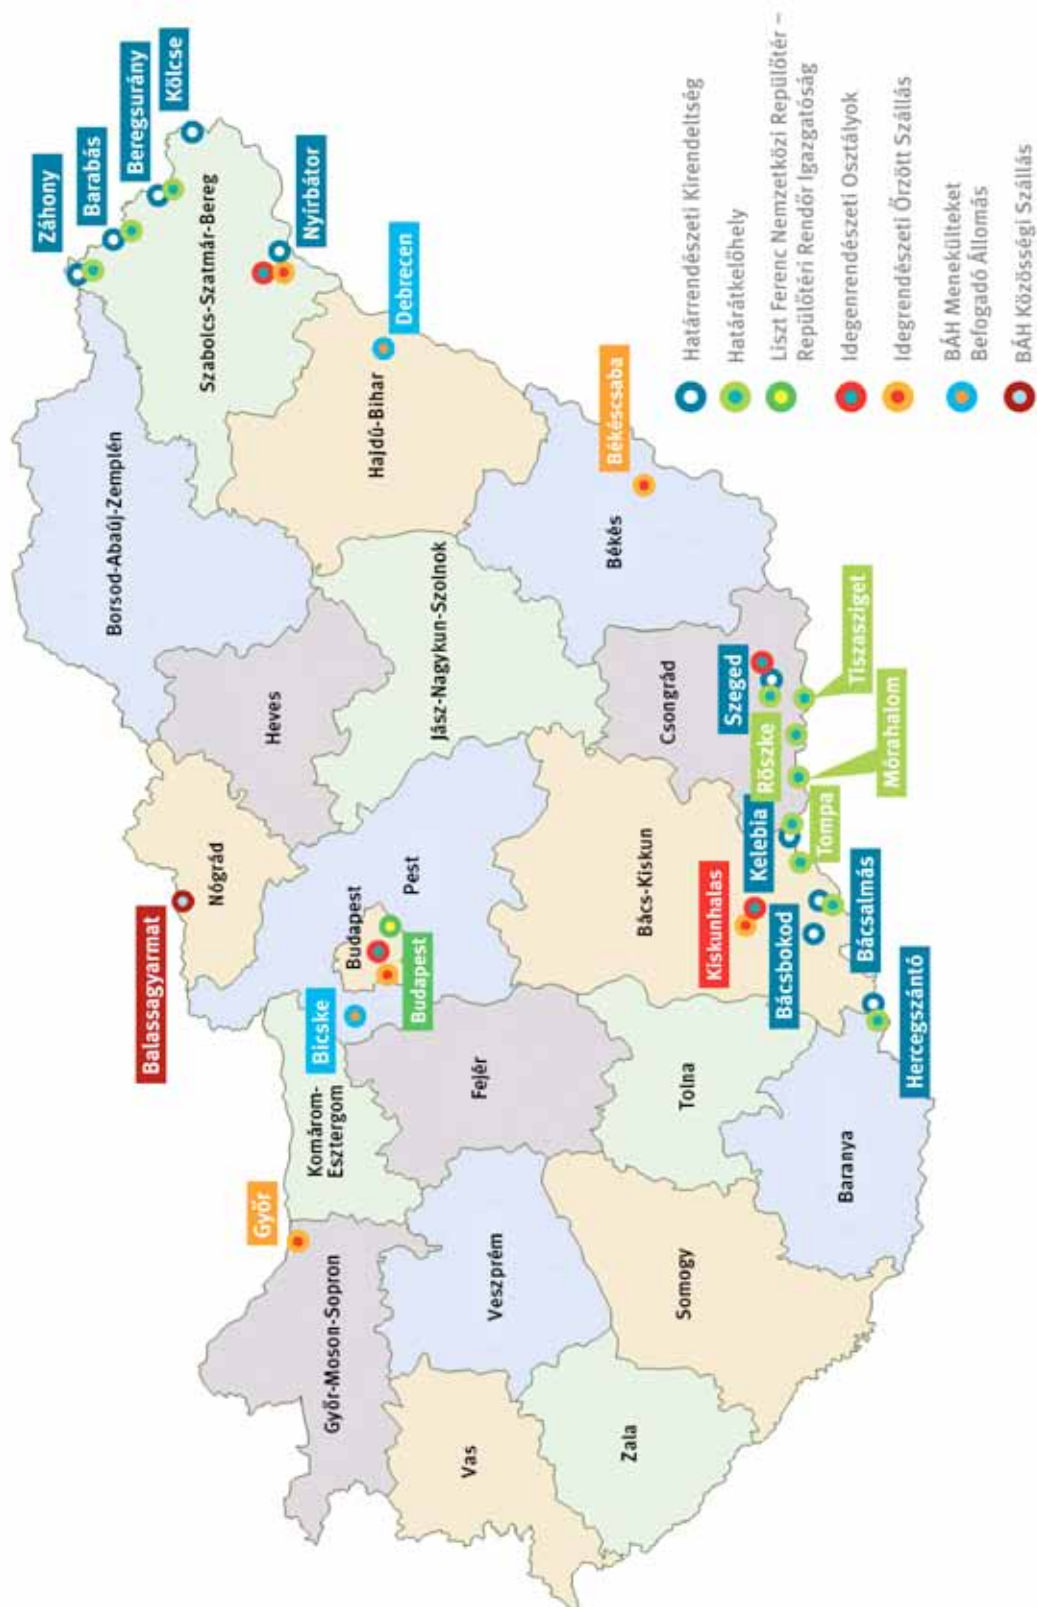 Záhony
Barabás
Beregsurány
Kölcse
Szabolcs-Szatmár-Bereg
Nyírbátor
Borsod-Abaúj-Zemplén
Hajdú-Bihar
Debrecen
Balassagyarmat
Nógrád
Heves
Jász-Nagykun-Szolnok
Békéscsaba
Békés
Győr
Győr-Moson-Sopron
Komárom-
Esztergom
Bicske
Budapest
Budapest
Pest
Csongrád
Szeged
Röszke
Tiszasziget
Mórahalom
Vas
Veszprém
Fejér
Bács-Kiskun
Kiskunhalas
Kelebia
Tompa
Bácsbokod
Bácsalmás
Hercegszántó
Zala
Somogy
Tolna
Baranya
Határrendészeti Kirendeltség
Határátkelőhely
Liszt Ferenc Nemzetközi Repülőtér –
Repülőtéri Rendőr Igazgatóság
Idegenrendészeti Osztályok
Idegrendészeti Őrzött Szállás
BÁH Menekülteket
Befogadó Állomás
BÁH Közösségi Szállás